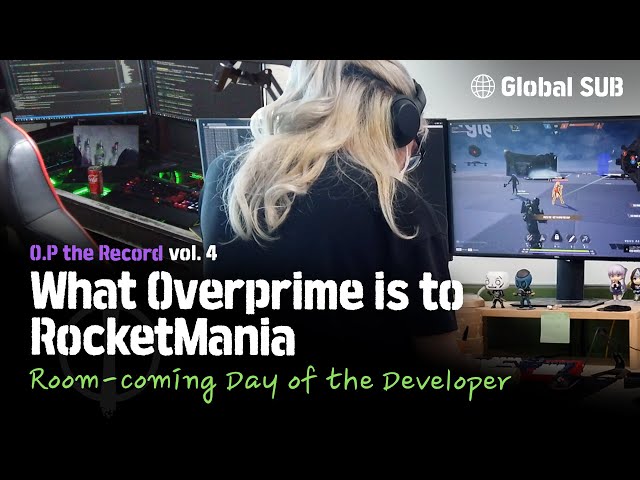 Global SUB
O.P the Record vol. 4
What Overprime is to
RocketMania
Room-coming Day of the Developer